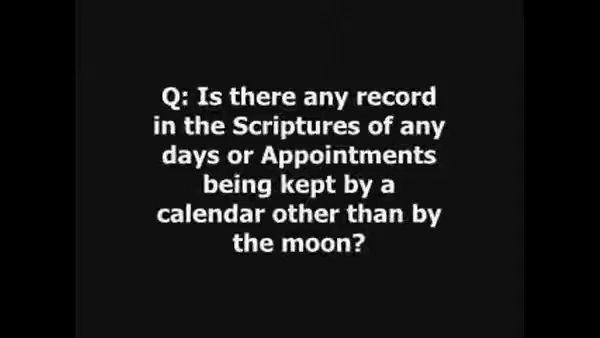 Q: Is there any record
in the Scriptures of any
days or Appointments
being kept by a
calendar other than by
the moon?